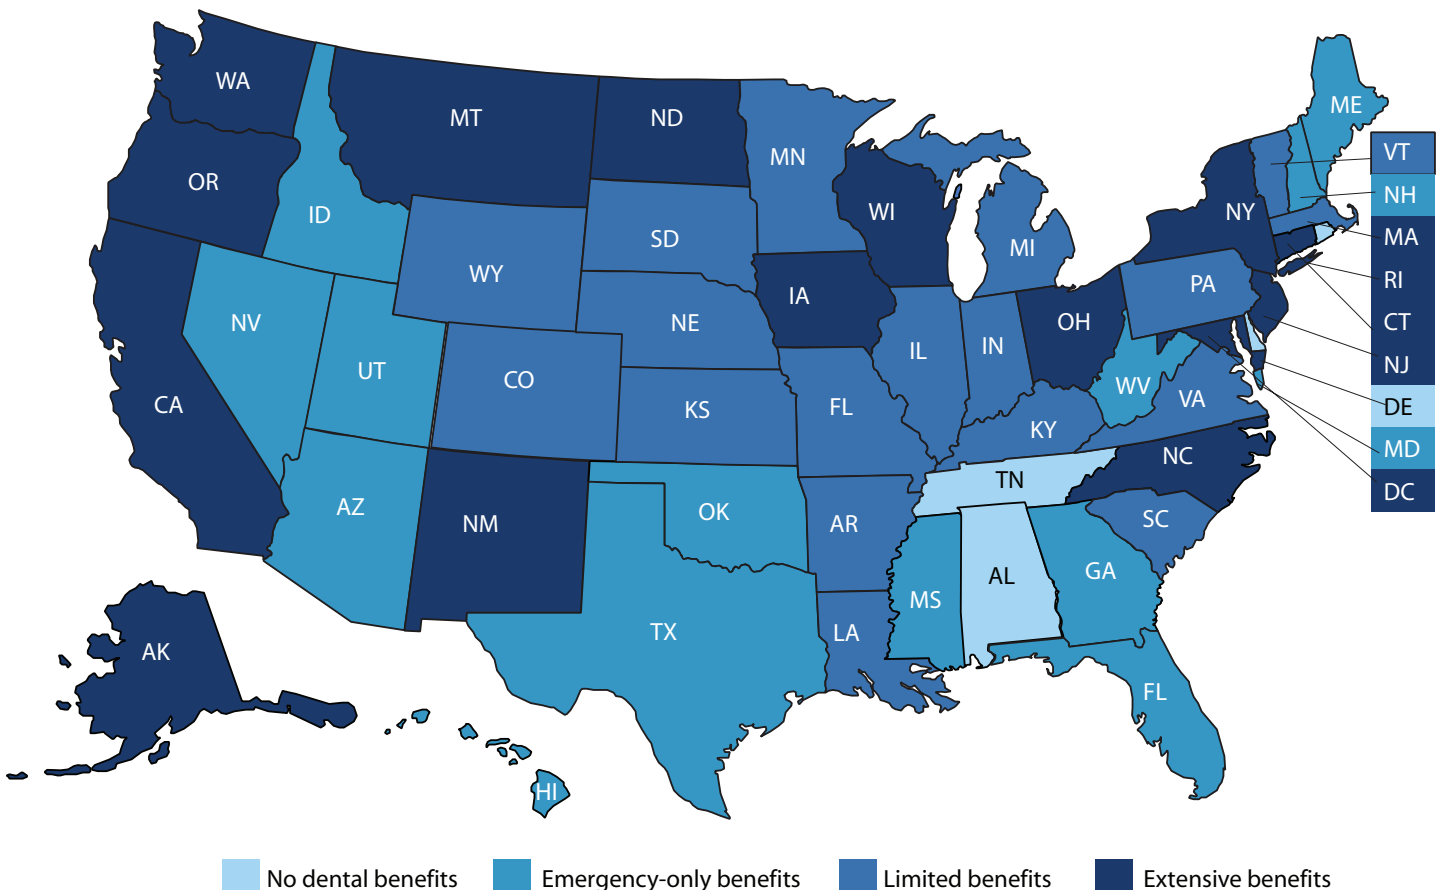 WA
MT
ND
MN
ME
VT
OR
ID
NH
WI
NY
MA
SD
MI
WY
RI
PA
IA
NE
NV
OH
CT
IL
IN
UT
NJ
CO
WV
CA
KS
FL
VA
DE
KY
MD
NC
TN
DC
AZ
OK
NM
AR
SC
AL
GA
MS
TX
LA
AK
FL
HI
No dental benefits
Emergency-only benefits
Limited benefits
Extensive benefits